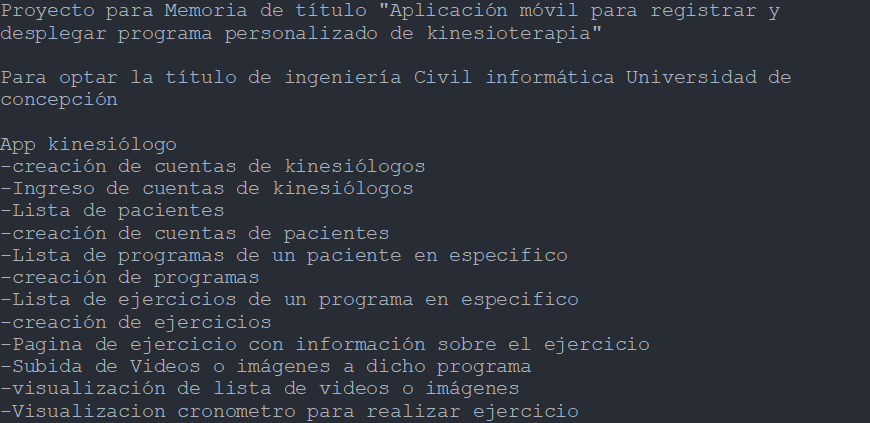 Proyecto para Memoria de título "Aplicación móvil para registrar y
desplegar programa personalizado de kinesioterapia"
Para optar la título de ingeniería Civil informática Universidad de
concepción
App kinesiólogo
-creación de cuentas de kinesiólogos
-Ingreso de cuentas de kinesiólogos
-Lista de pacientes
-creación de cuentas de pacientes
-Lista de programas de un paciente en especifico
-creación de programas
-Lista de ejercicios de un programa en especifico
-creación de ejercicios
-Pagina de ejercicio con información sobre el ejercicio
-Subida de Videos o imágenes a dicho programa
-visualización de lista de videos o imágenes
-Visualizacion cronometro para realizar ejercicio